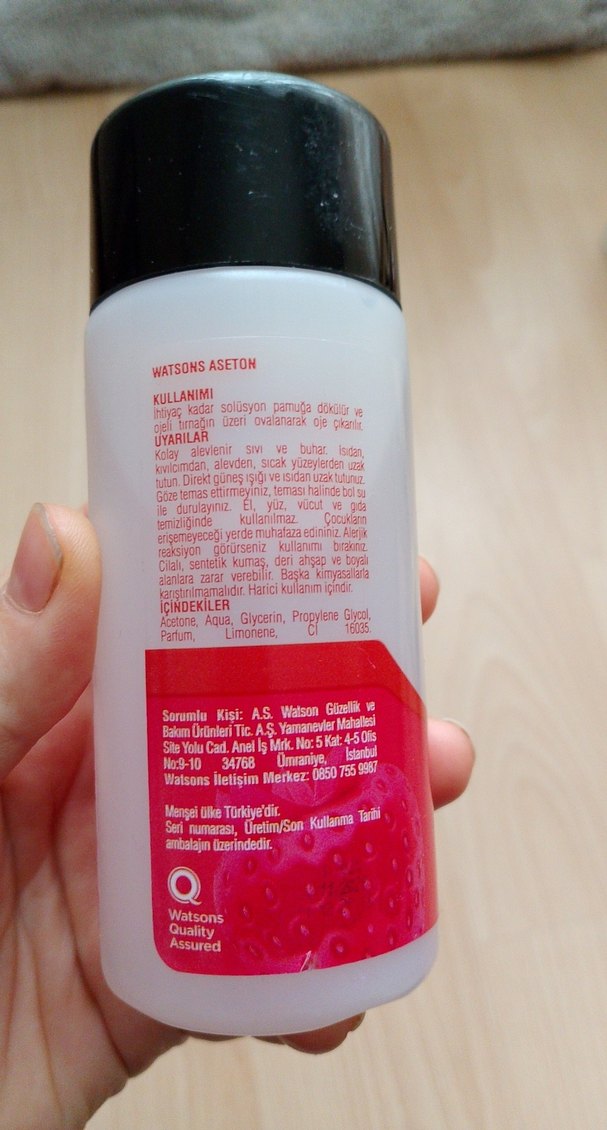 WATSONS ASETON
KULLANIMI
İhtiyaç kadar solüsyon pamuğa dökülür ve
ojeli tırnağın üzeri ovalanarak oje çıkarılır.
UYARILAR
Kolay alevlenir sıvı ve buhar. Isıdan,
kıvılcımdan, alevden, sıcak yüzeylerden uzak
tutun. Direkt güneş ışığı ve ısıdan uzak tutunuz.
Göze temas ettirmeyiniz, teması halinde bol su
ile durulayınız. El, yüz, vücut ve gıda
temizliğinde kullanılmaz. Çocukların
erişemeyeceği yerde muhafaza edininiz. Alerjik
reaksiyon görürseniz kullanımı bırakınız.
Cilalı, sentetik kumaş, deri ahşap ve boyalı
alanlara zarar verebilir. Başka kimyasallarla
karıştırılmamalıdır. Harici kullanım içindir.
İÇİNDEKİLER
Acetone, Aqua, Glycerin, Propylene Glycol,
Parfum, Limonene, CI 16035.
Sorumlu Kişi: A.S. Watson Güzellik ve
Bakım Ürünleri Tic. A.Ş. Yamanevler Mahallesi
Site Yolu Cad. Anel İş Mrk. No: 5 Kat: 4-5 Ofis
No:9-10 34768 Ümraniye, İstanbul
Watsons İletişim Merkez: 0850 755 9987
Menşei ülke Türkiye'dir.
Seri numarası, Üretim/Son Kullanma Tarihi
ambalajın üzerindedir.
Watsons
Quality
Assured